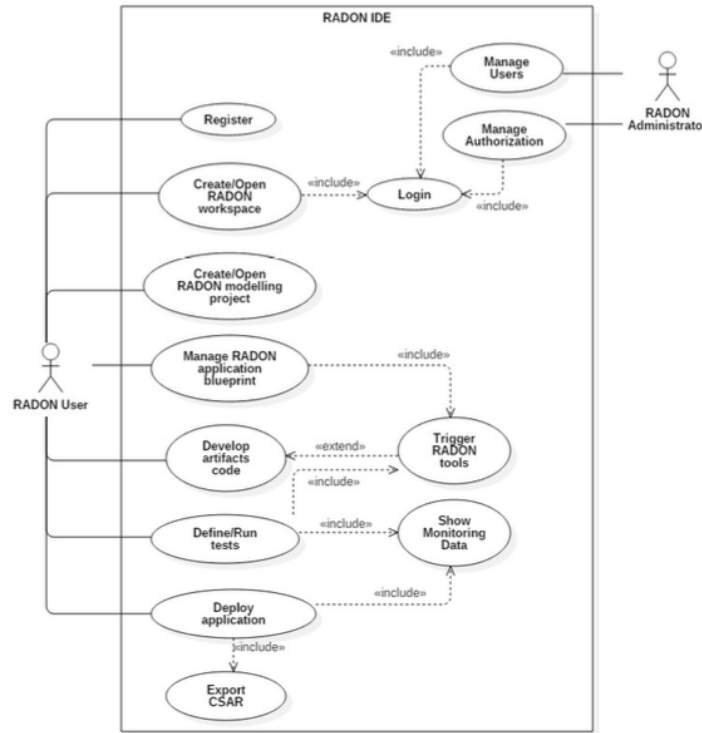 RADON IDE
«include»
Manage
Users
RADON
Administrato
Register
Manage
Authorization
Create/Open
RADON
workspace
«include»
Login
«include»
Create/Open
RADON modelling
project
Manage RADON
application
blueprint
«include»
RADON User
Develop
artifacts
code
«extend»
Trigger
RADON
tools
«include»
Define/Run
tests
«include»
Show
Monitoring
Data
Deploy
application
«include»
«include»
Export
CSAR